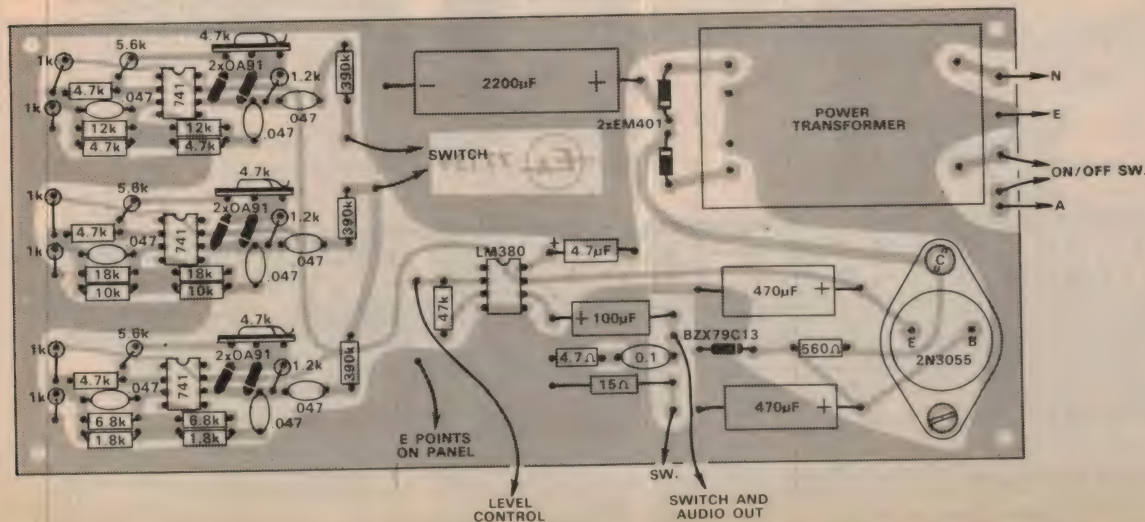 4.7k
5.6k
2xOA91
1k
4.7k
741
1.2k
390k
1k
.047
12k
12k
4.7k
4.7k
.047
.047
2200µF
+
2xEM401
POWER
TRANSFORMER
N
E
ON/OFF SW.
A
SWITCH
4.7k
5.6k
1k
2xOA91
4.7k
741
1.2k
390k
1k
.047
18k
18k
10k
10k
.047
047
LM380
+
4.7µF
47k
+
100µF
470µF
+
C
BZX79C13
560Ω
E
B
2N3055
4.7Ω
0.1
15Ω
470µF
+
4.7k
5.6k
1k
2xOA91
4.7k
741
1.2k
390k
1k
.047
6.8k
6.8k
1.8k
1.8k
.047
.047
E POINTS
ON PANEL
LEVEL
CONTROL
SW.
SWITCH AND
AUDIO OUT